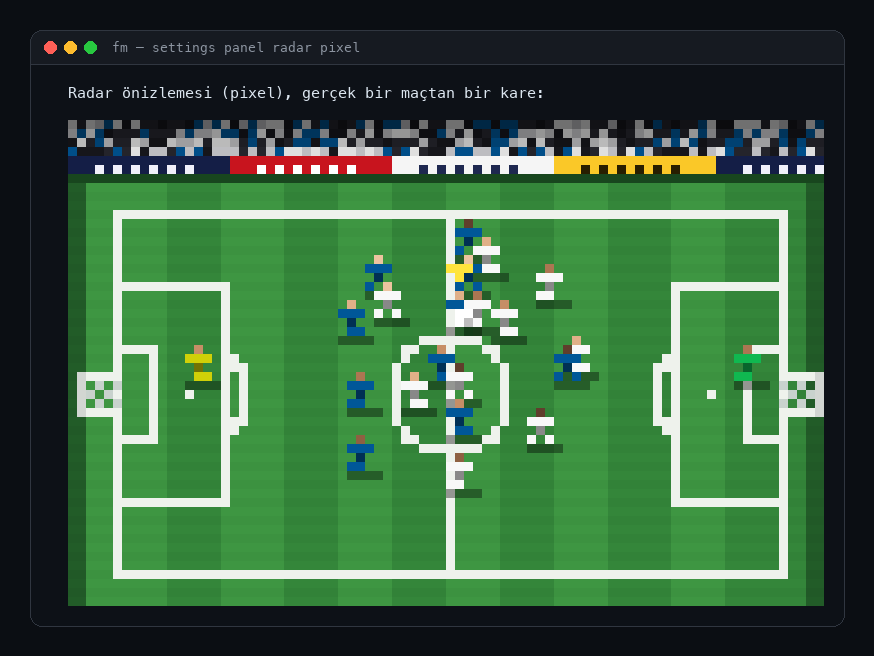 fm — settings panel radar pixel
Radar önizlemesi (pixel), gerçek bir maçtan bir kare: